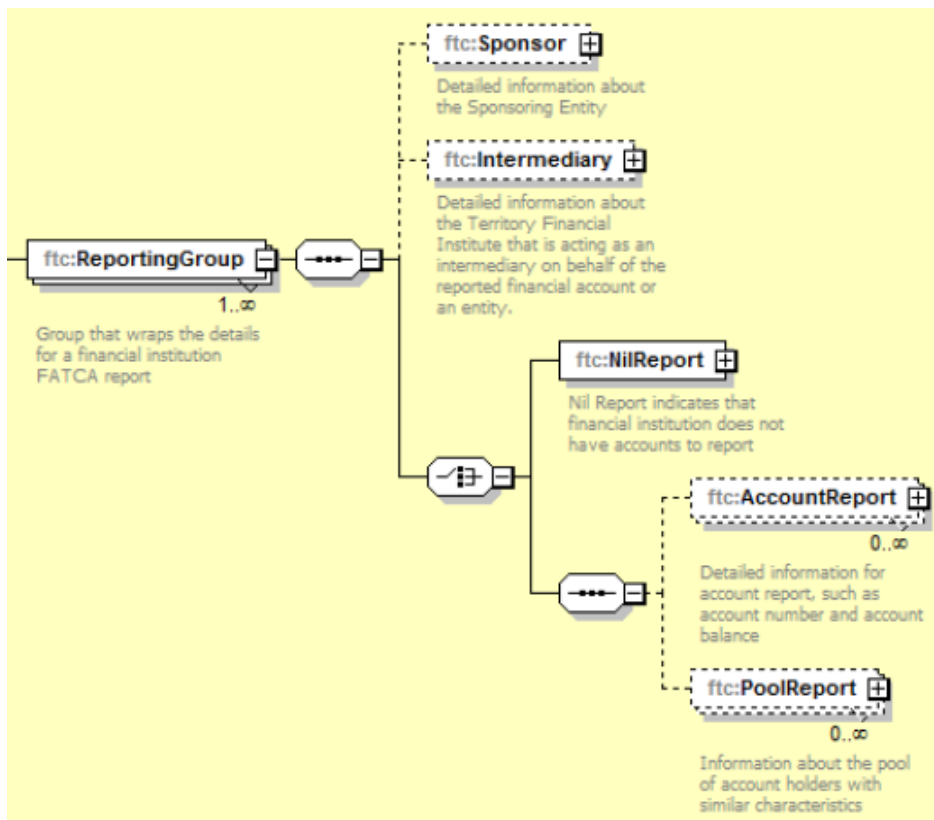 ftc:Sponsor
Detailed information about
the Sponsoring Entity
ftc:Intermediary
Detailed information about
the Territory Financial
Institute that is acting as an
intermediary on behalf of the
reported financial account or
an entity.
ftc:ReportingGroup
1..∞
Group that wraps the details
for a financial institution
FATCA report
ftc:NilReport
Nil Report indicates that
financial institution does not
have accounts to report
ftc:AccountReport
0..∞
Detailed information for
account report, such as
account number and account
balance
ftc:PoolReport
0..∞
Information about the pool
of account holders with
similar characteristics